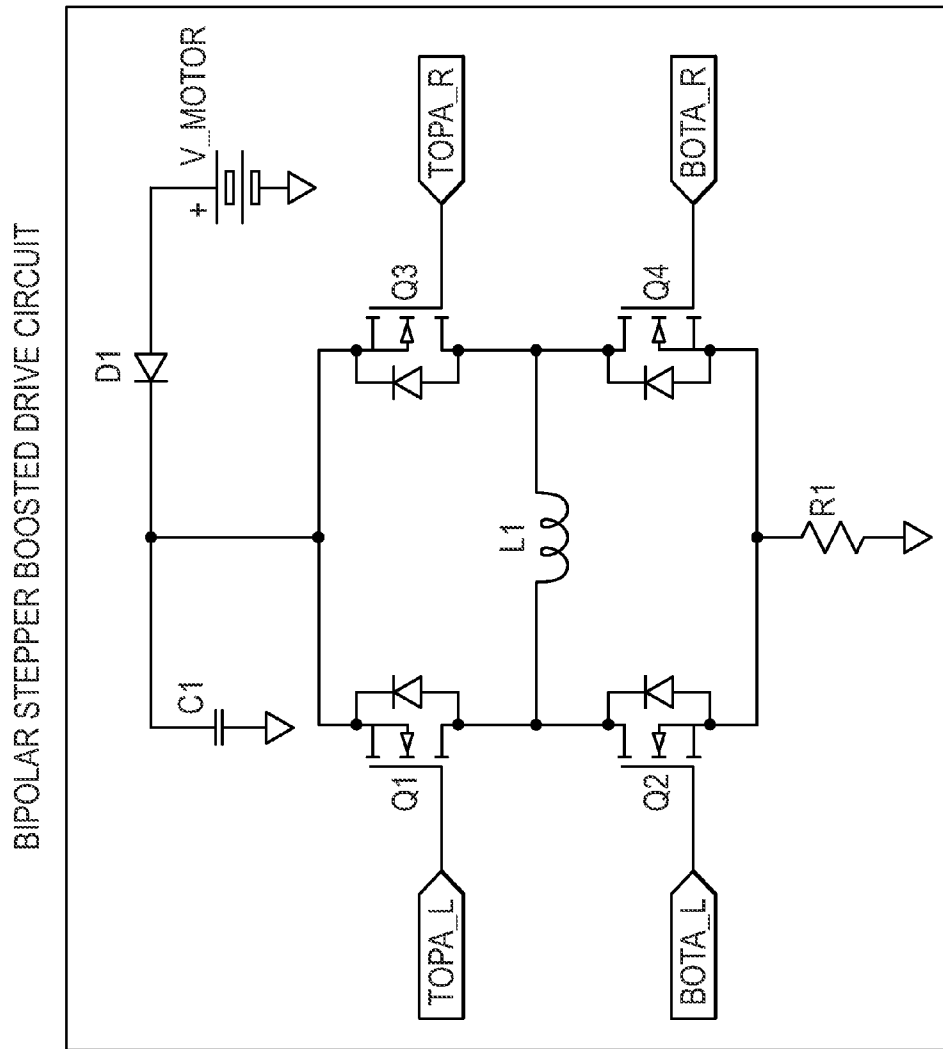 BIPOLAR STEPPER BOOSTED DRIVE CIRCUIT
D1
V_MOTOR
+
C1
Q1
Q3
TOPA_L
TOPA_R
L1
Q2
Q4
BOTA_L
BOTA_R
R1